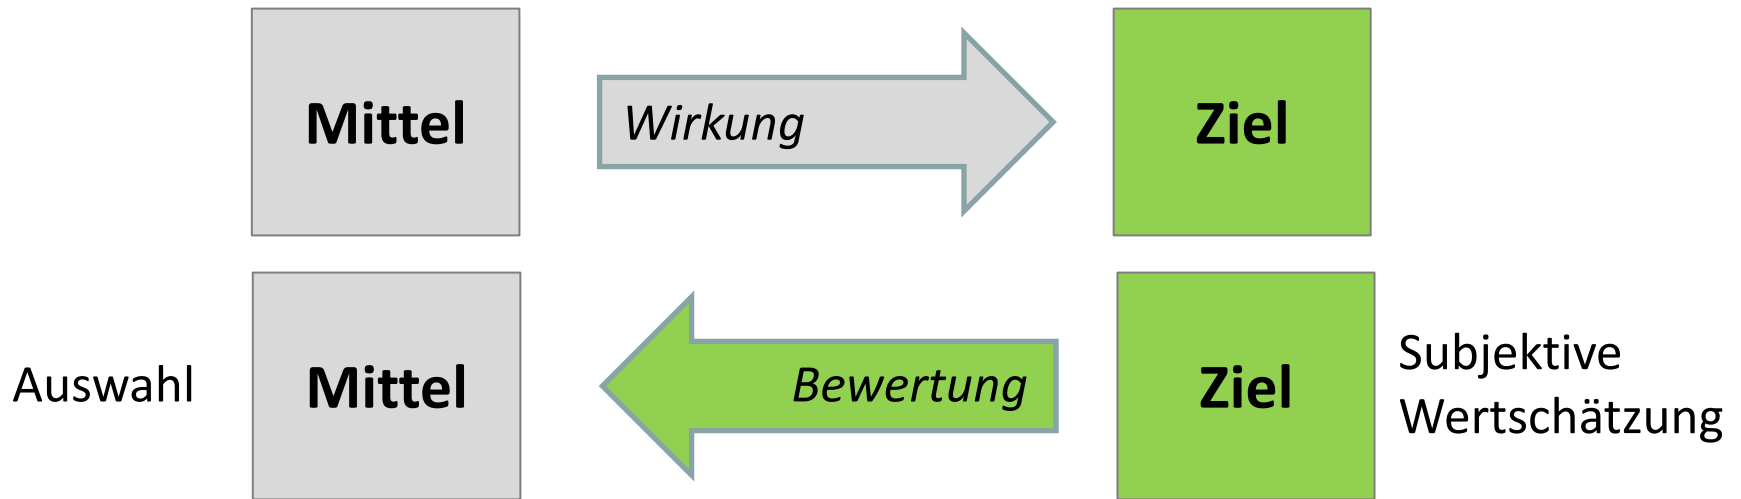 Mittel
Wirkung
Ziel
Auswahl
Mittel
Bewertung
Ziel
Subjektive
Wertschätzung